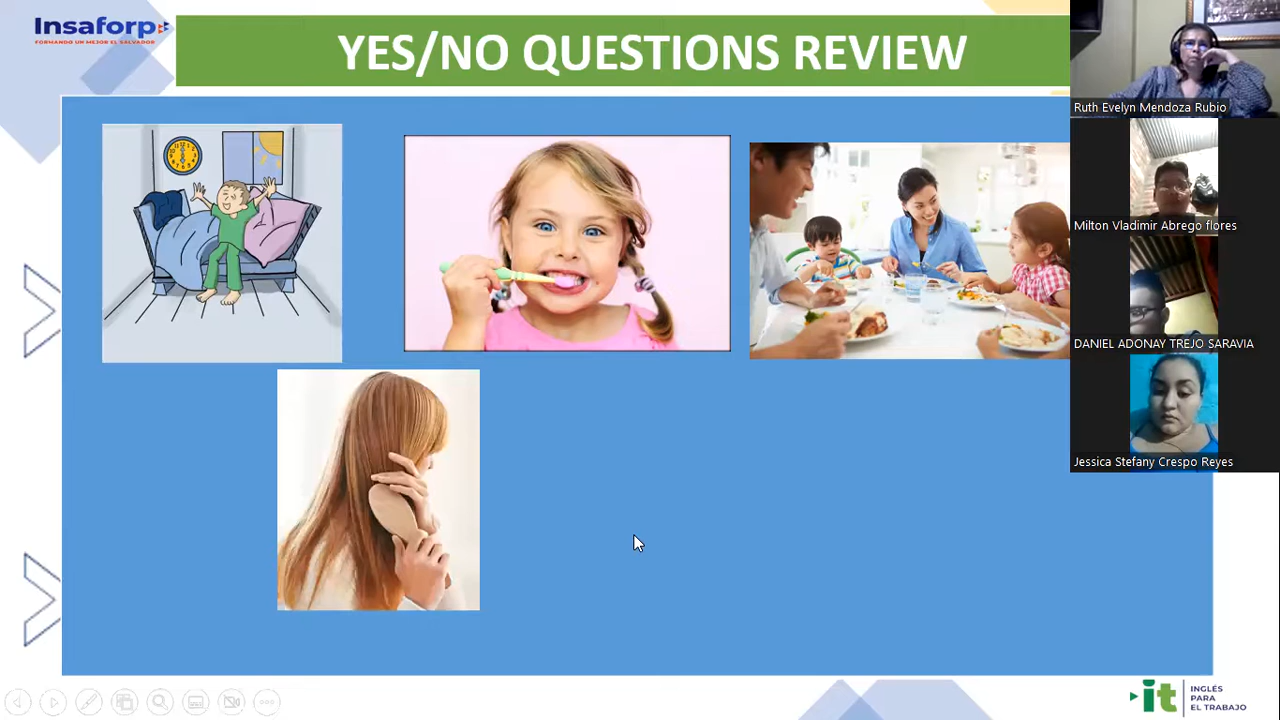 Insaforp
FORMANDO UN MEJOR EL SALVADOR
YES/NO QUESTIONS REVIEW
Ruth Evelyn Mendoza Rubio
Milton Vladimir Abrego flores
DANIEL ADONAY TREJO SARAVIA
Jessica Stefany Crespo Reyes
it
INGLÉS
PARA
EL TRABAJO